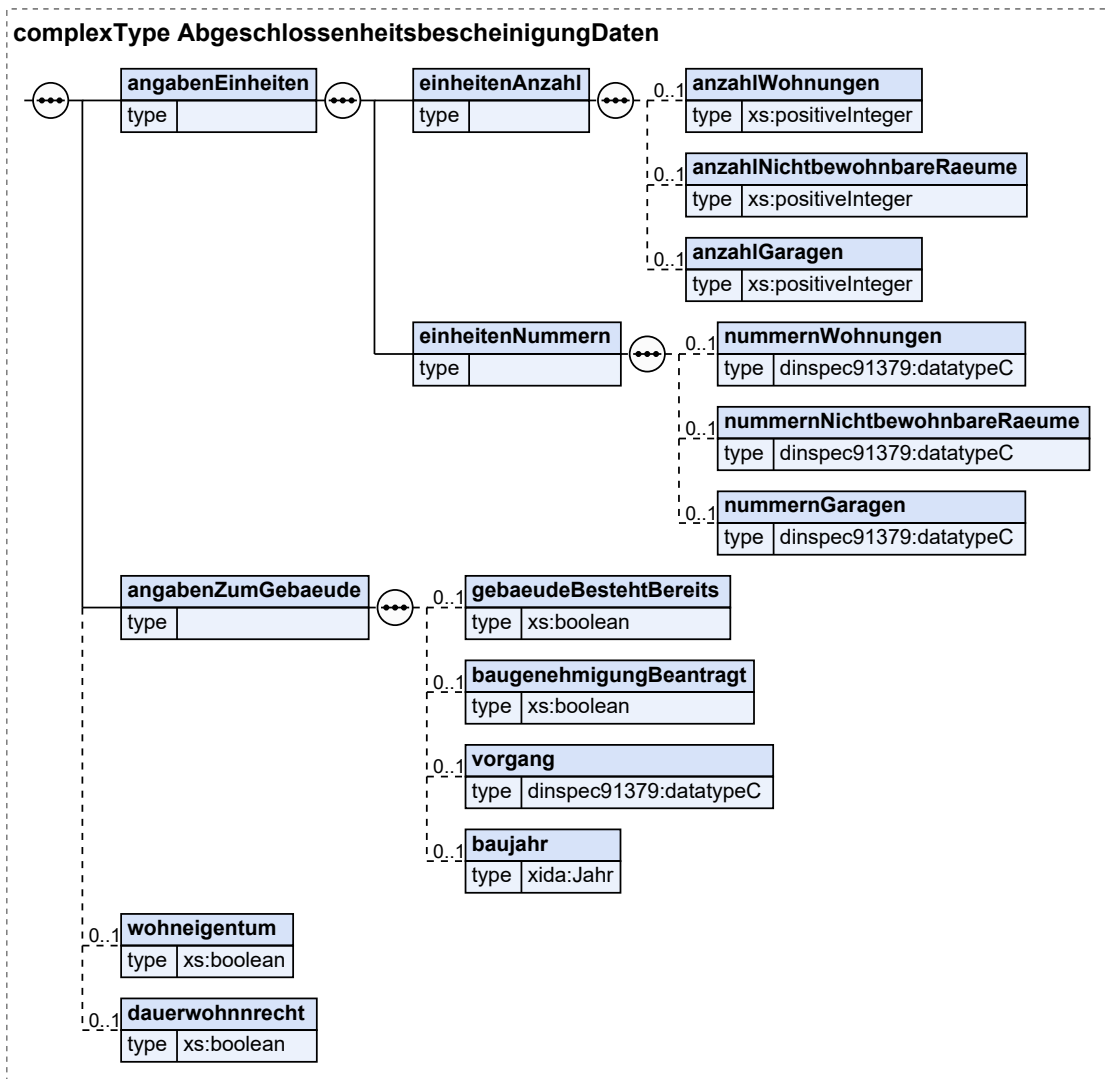 complexType AbgeschlossenheitsbescheinigungDaten
angabenEinheiten
type
einheitenAnzahl
type
0..1 anzahlWohnungen
type xs:positiveInteger
0..1 anzahlNichtbewohnbareRaeume
type xs:positiveInteger
0..1 anzahlGaragen
type xs:positiveInteger
einheitenNummern
type
0..1 nummernWohnungen
type dinspec91379:datatypeC
0..1 nummernNichtbewohnbareRaeume
type dinspec91379:datatypeC
0..1 nummernGaragen
type dinspec91379:datatypeC
angabenZumGebaeude
type
0..1 gebaeudeBestehtBereits
type xs:boolean
0..1 baugenehmigungBeantragt
type xs:boolean
0..1 vorgang
type dinspec91379:datatypeC
0..1 baujahr
type xida:Jahr
0..1 wohneigentum
type xs:boolean
0..1 dauerwohnnrecht
type xs:boolean